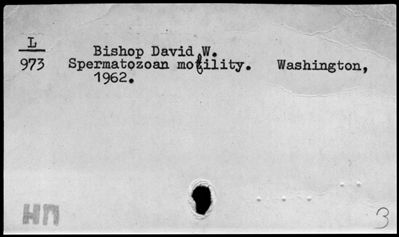 L
973
Bishop David W.
Spermatozoan motility. Washington,
1962.
НП
3